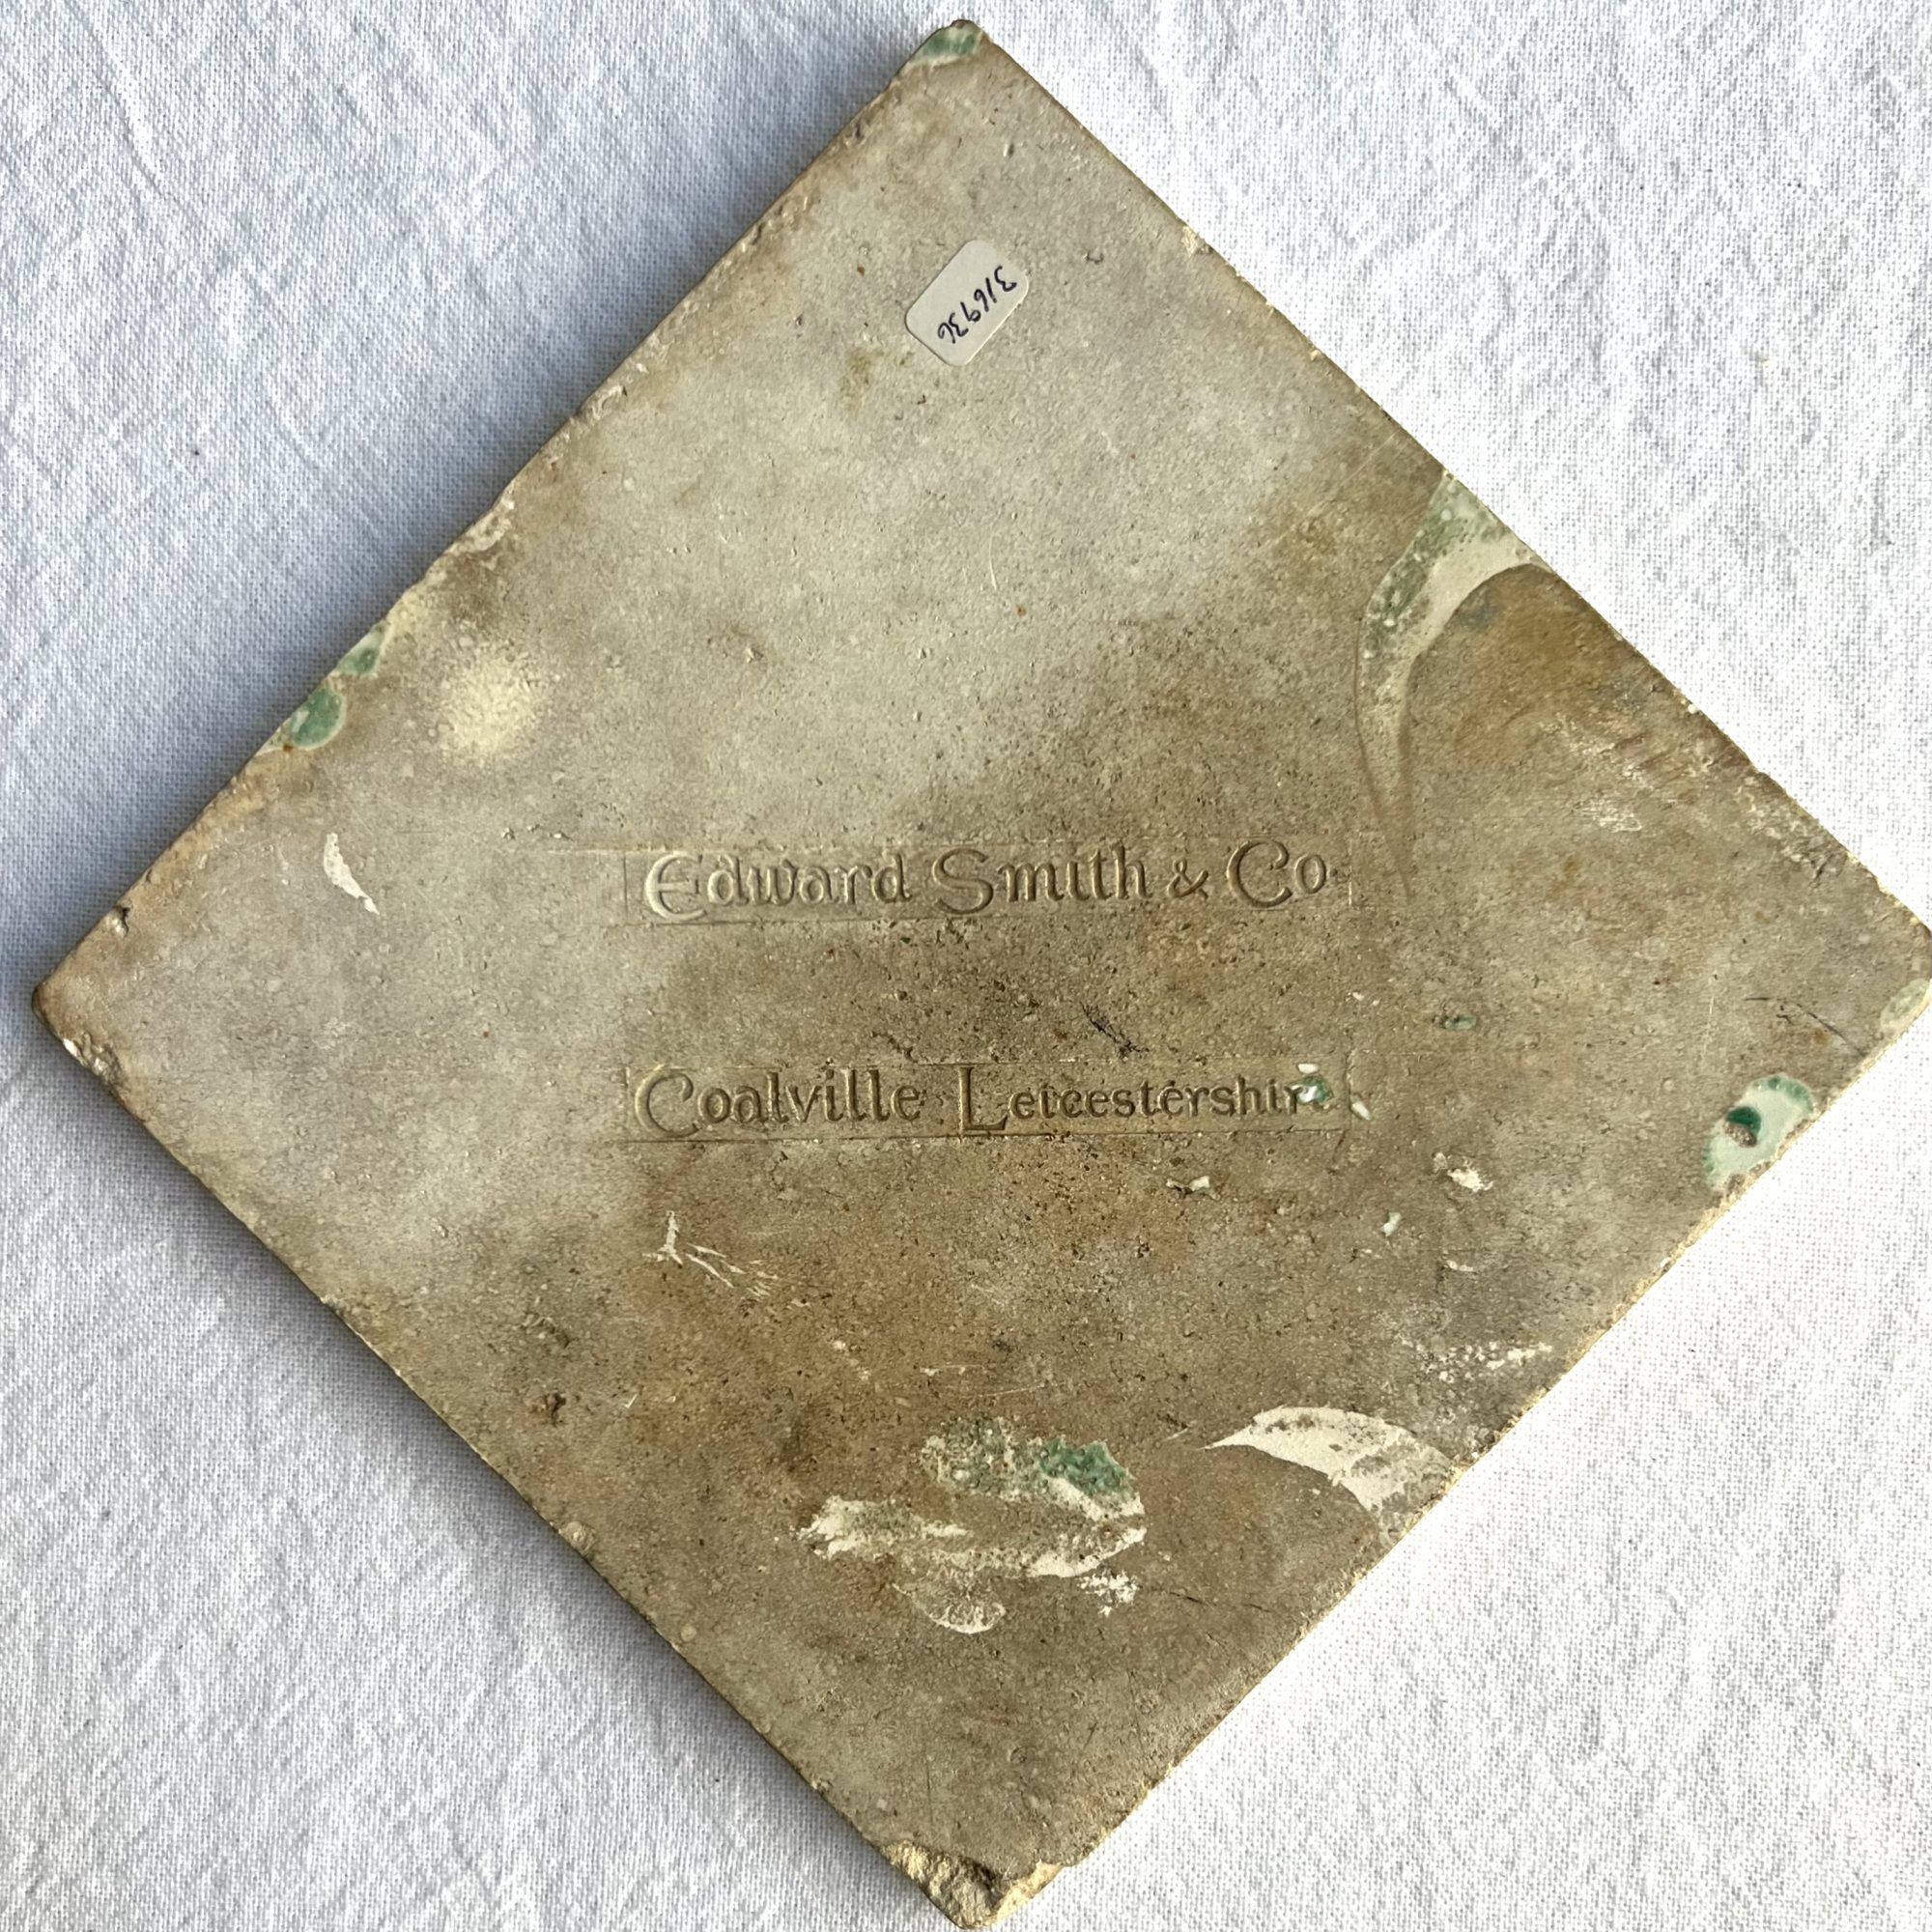 316936
Edward Smith & Co.
Coalville Leicestershire